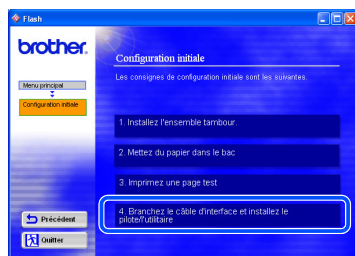 Flash
brother.
Menu principal
Configuration initiale
Configuration initiale
Les consignes de configuration initiale sont les suivantes.
1. Installez l'ensemble tambour.
2. Mettez du papier dans le bac
3. Imprimez une page test
4. Branchez le câble d'interface et installez le
pilote/l'utilitaire
Précédent
Quitter